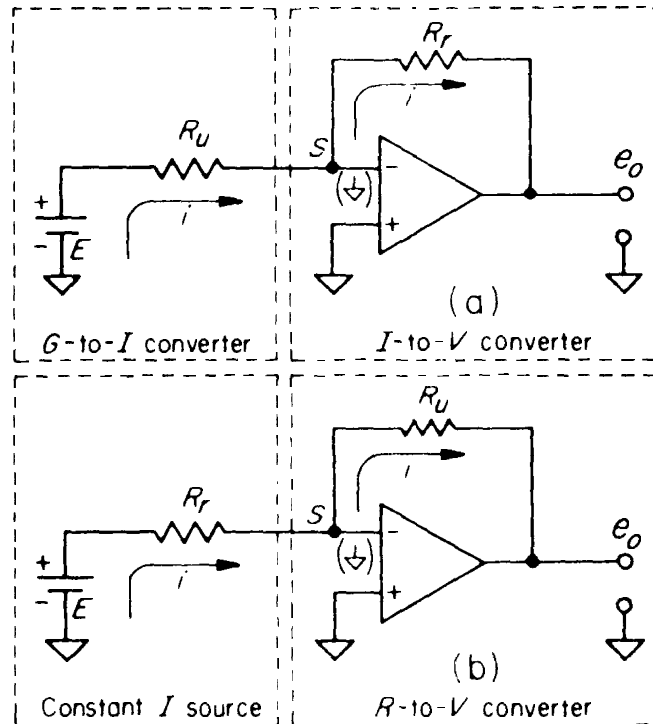 R_r
i
R_u
S
e_o
+
-
-
E
i
+
(a)
G-to-I converter
I-to-V converter
R_u
i
R_r
S
e_o
+
-
-
E
i
+
(b)
Constant I source
R-to-V converter